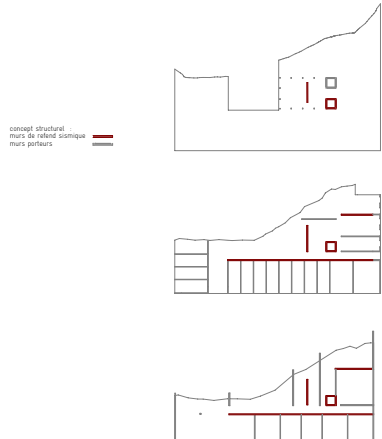 concept structurel :
murs de refend sismique
murs porteurs